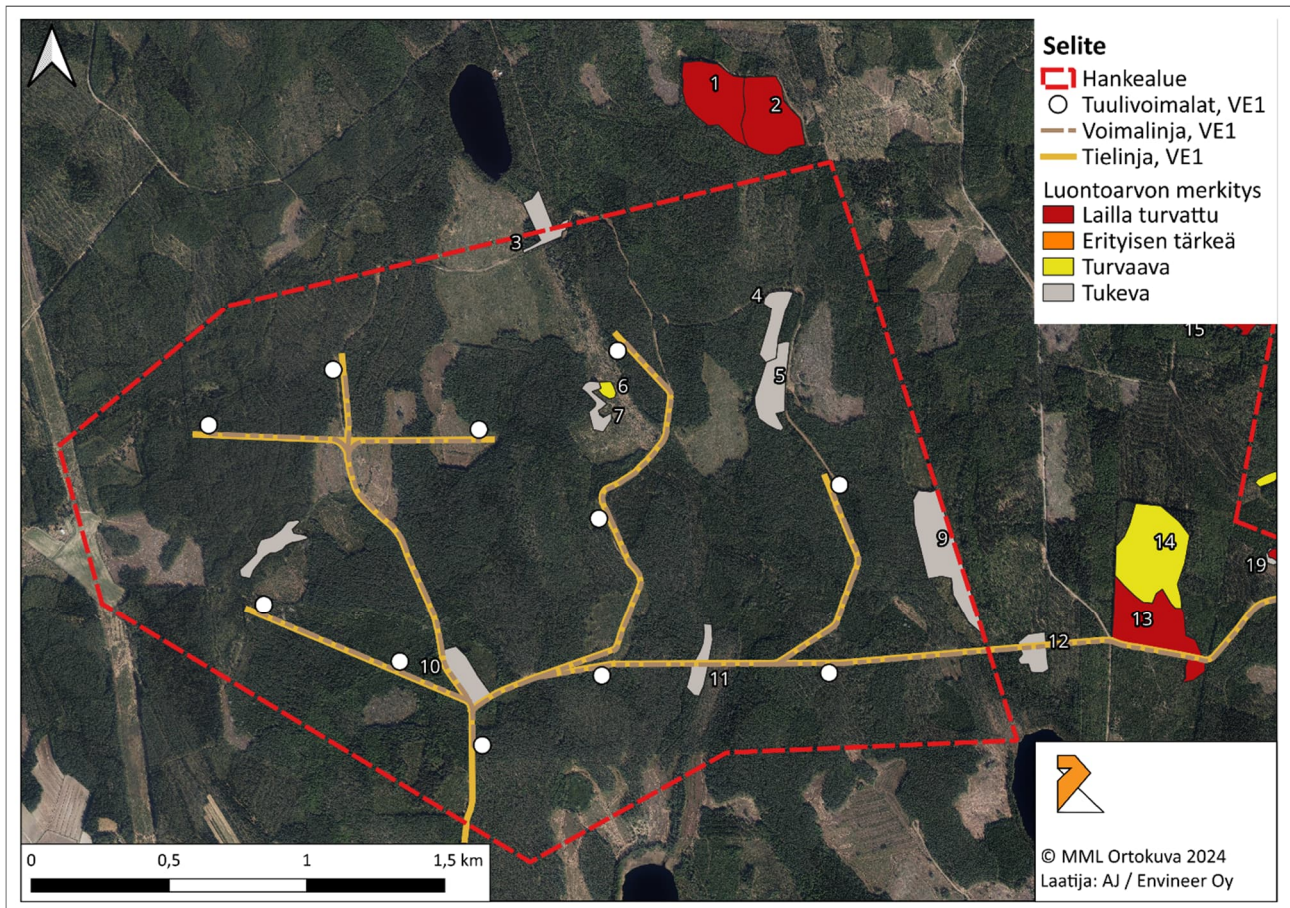 Selite
Hankealue
Tuulivoimalat, VE1
Voimalinja, VE1
Tielinja, VE1
Luontoarvon merkitys
Lailla turvattu
Erityisen tärkeä
Turvaava
Tukeva
1
2
3
4
15
5
6
7
9
14
19
13
12
10
11
0 0,5 1 1,5 km
© MML Ortokuva 2024
Laatija: AJ / Envineer Oy